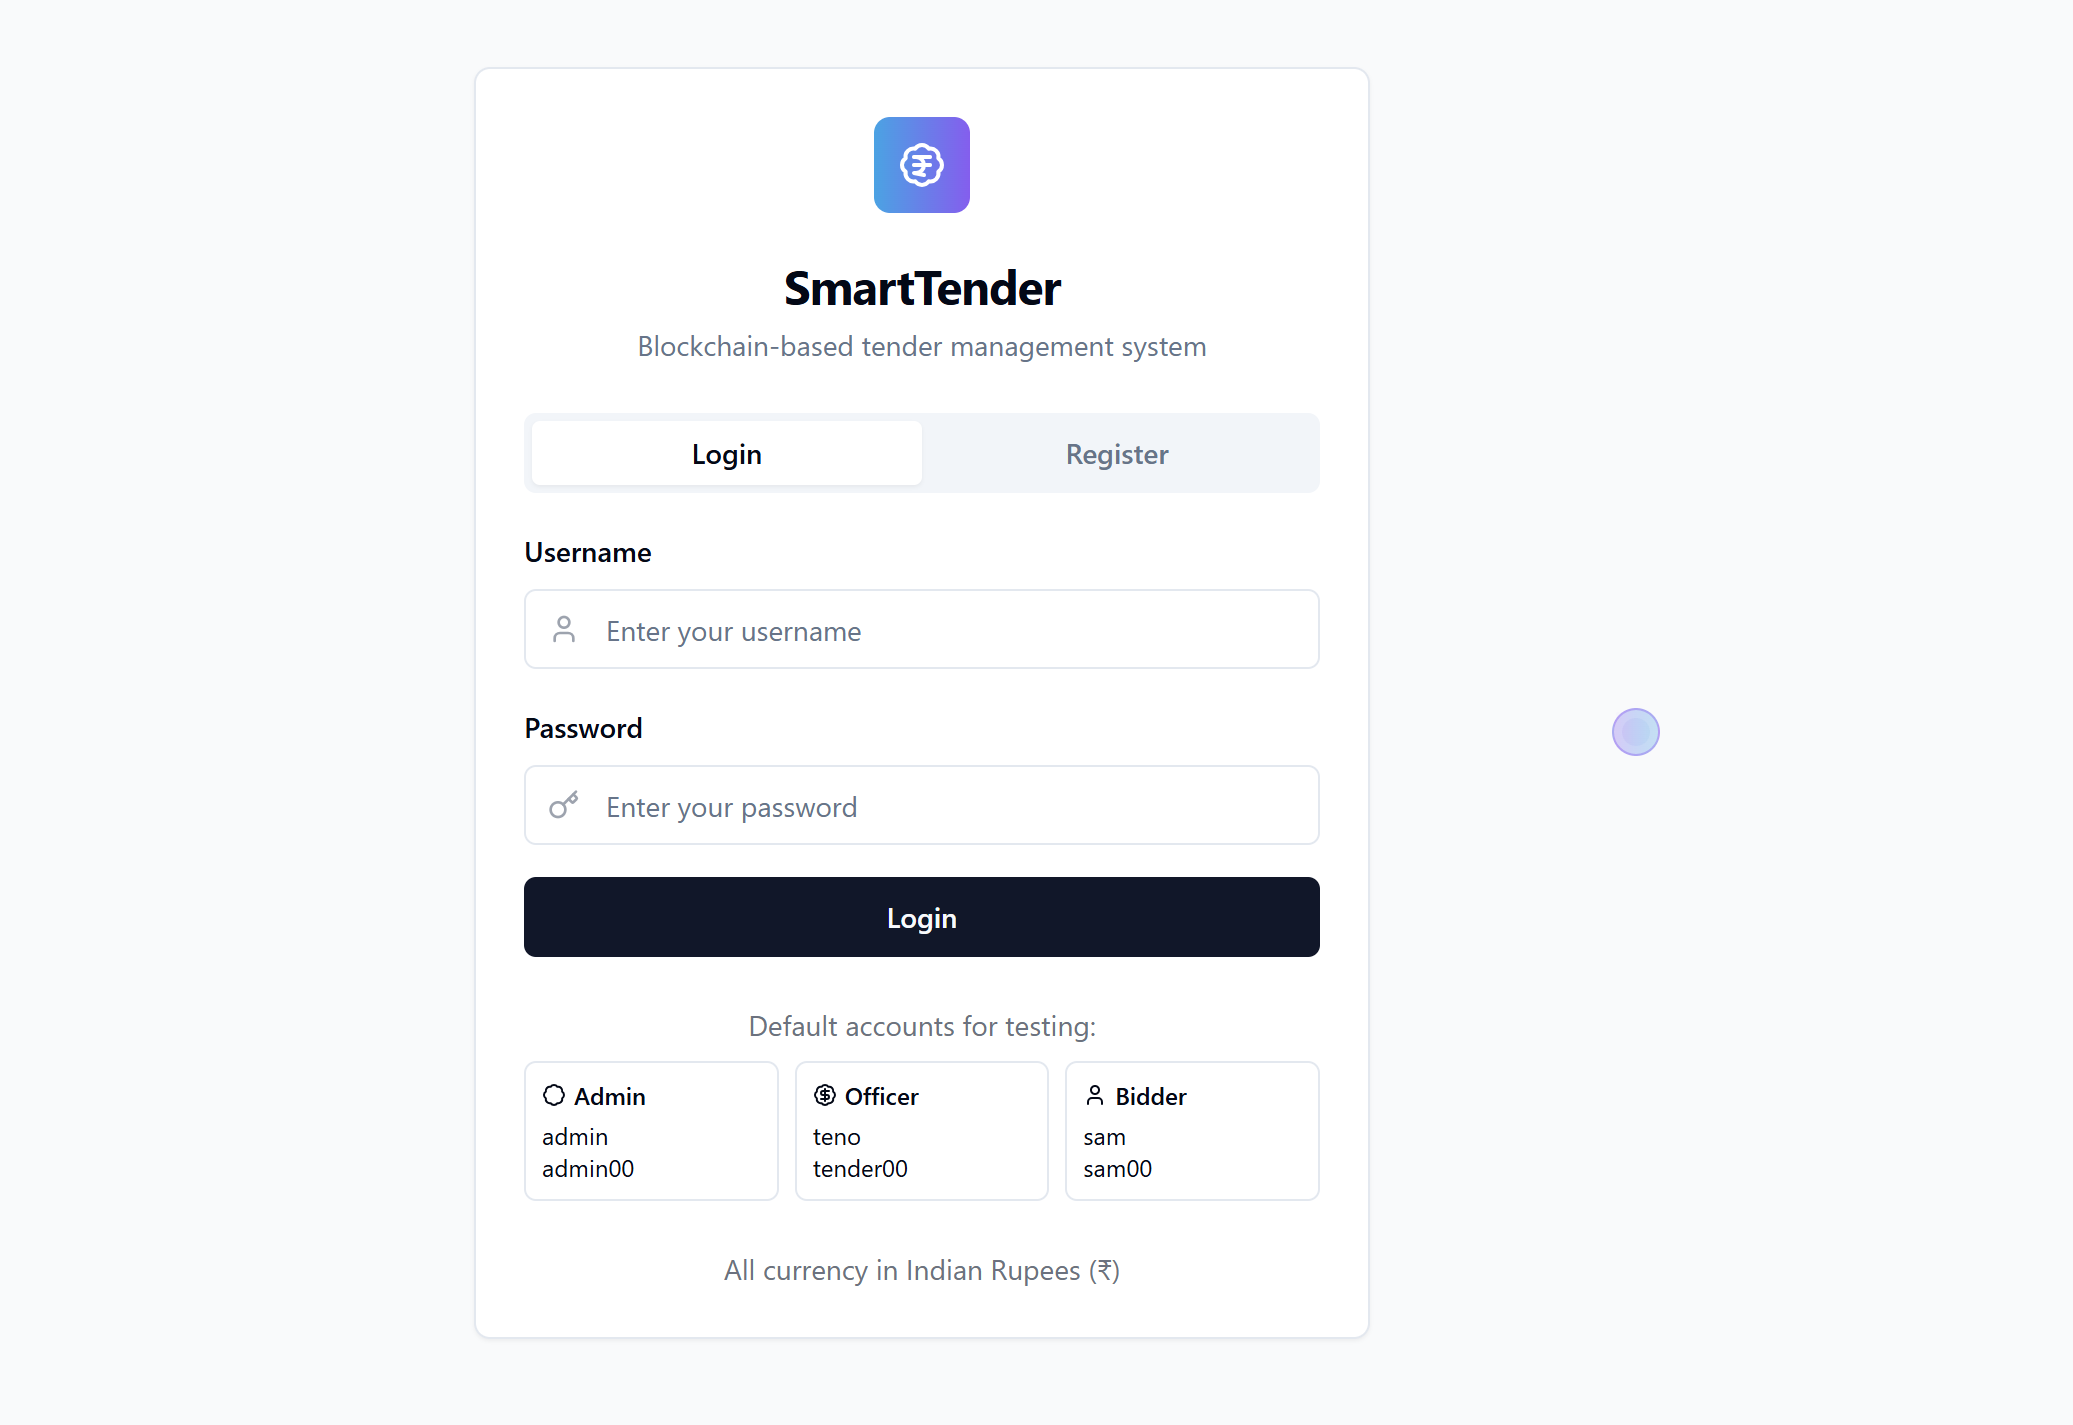 SmartTender
Blockchain-based tender management system
Login
Register
Username
Enter your username
Password
Enter your password
Login
Default accounts for testing:
Admin
admin
admin00
Officer
teno
tender00
Bidder
sam
sam00
All currency in Indian Rupees (₹)